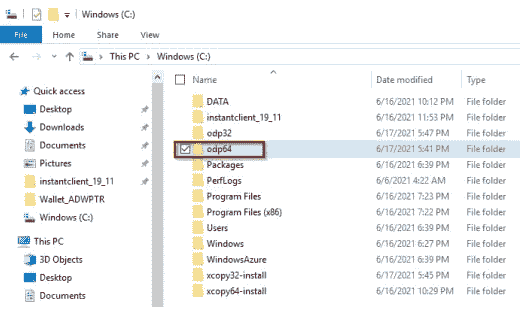 Windows (C:)
File Home Share View
This PC > Windows (C:)
Name Date modified Type
Quick access
Desktop
Downloads
Documents
Pictures
instantclient_19_11
Wallet_ADWPTR
Windows (C:)
This PC
3D Objects
Desktop
Documents
DATA 6/16/2021 10:12 PM File folder
instantclient_19_11 6/16/2021 11:53 PM File folder
odp32 6/17/2021 5:47 PM File folder
odp64 6/17/2021 5:41 PM File folder
Packages 6/16/2021 6:39 PM File folder
PerfLogs 6/6/2021 4:22 AM File folder
Program Files 6/16/2021 7:23 PM File folder
Program Files (x86) 6/16/2021 7:22 PM File folder
Users 6/16/2021 6:39 PM File folder
Windows 6/16/2021 6:27 PM File folder
WindowsAzure 6/16/2021 6:39 PM File folder
xcopy32-install 6/17/2021 5:45 PM File folder
xcopy64-install 6/16/2021 10:29 PM File folder